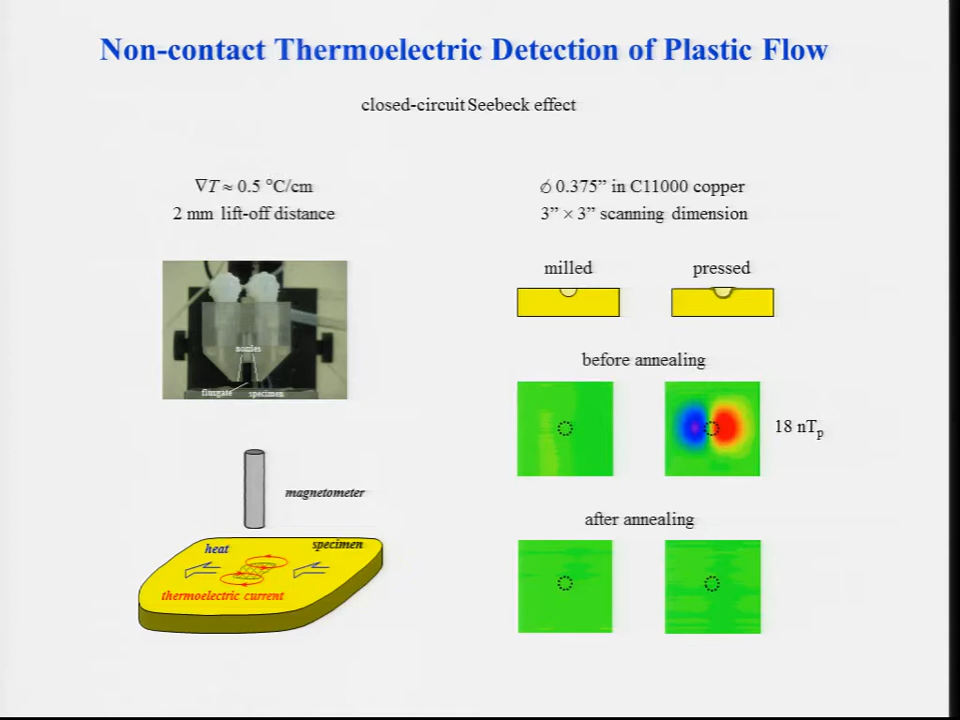 Non-contact Thermoelectric Detection of Plastic Flow
closed-circuit Seebeck effect
∇T ≈ 0.5 °C/cm
2 mm lift-off distance
nozzles
fluxgate specimen
magnetometer
heat
specimen
thermoelectric current
⌀ 0.375” in C11000 copper
3” × 3” scanning dimension
milled
pressed
before annealing
18 nTp
after annealing